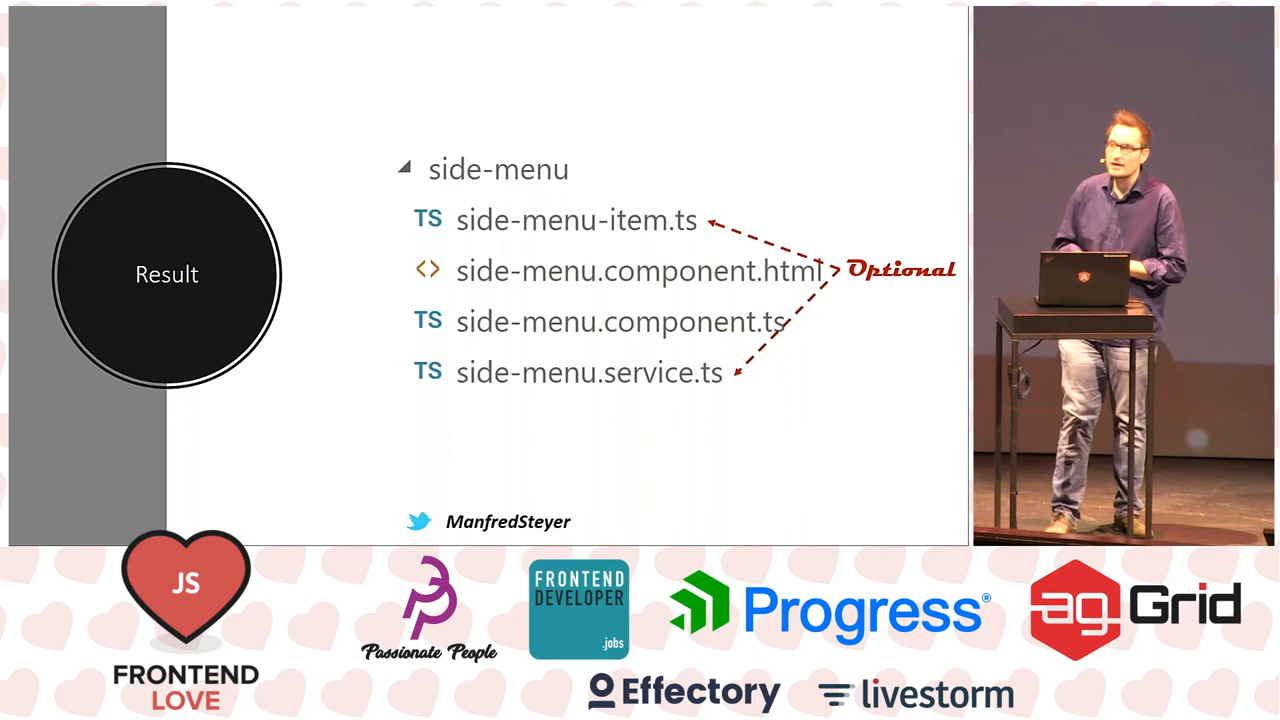 Result
side-menu
TS side-menu-item.ts
<> side-menu.component.html
Optional
TS side-menu.component.ts
TS side-menu.service.ts
ManfredSteyer
JS
FRONTEND
LOVE
Passionate People
FRONTEND
DEVELOPER
.jobs
Progress®
ag Grid
Effectory
livestorm